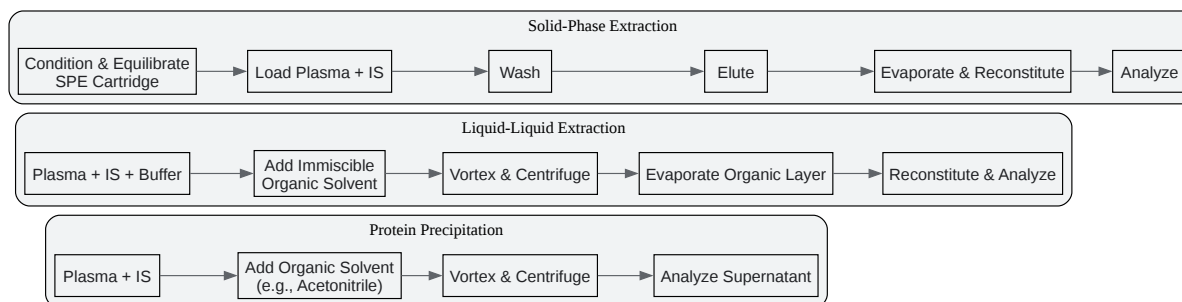 Solid-Phase Extraction
Condition & Equilibrate
SPE Cartridge
Load Plasma + IS
Wash
Elute
Evaporate & Reconstitute
Analyze
Liquid-Liquid Extraction
Plasma + IS + Buffer
Add Immiscible
Organic Solvent
Vortex & Centrifuge
Evaporate Organic Layer
Reconstitute & Analyze
Protein Precipitation
Plasma + IS
Add Organic Solvent
(e.g., Acetonitrile)
Vortex & Centrifuge
Analyze Supernatant